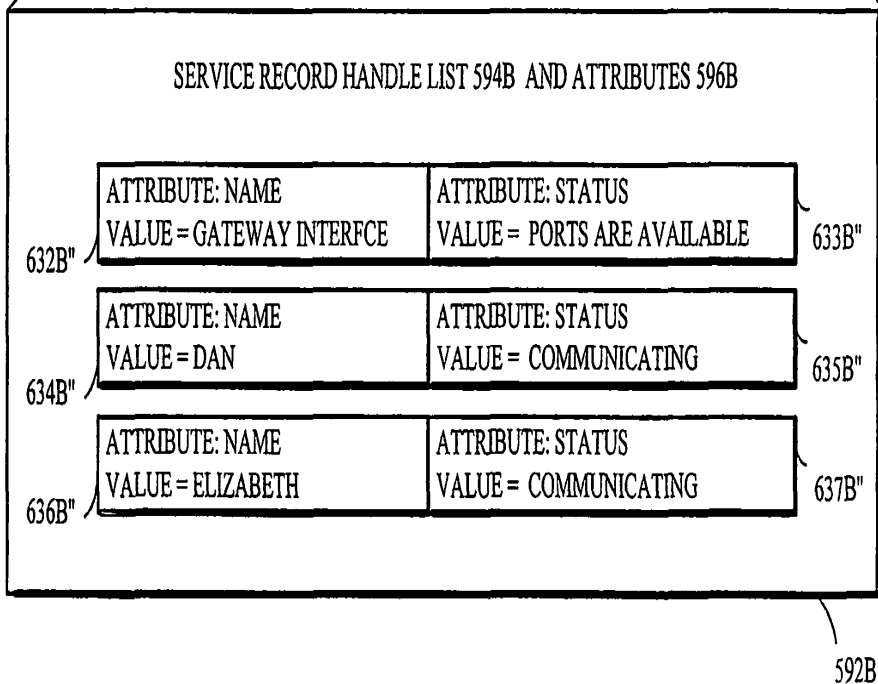 SERVICE RECORD HANDLE LIST 594B AND ATTRIBUTES 596B
ATTRIBUTE: NAME ATTRIBUTE: STATUS
VALUE = GATEWAY INTERFCE VALUE = PORTS ARE AVAILABLE
632B" 633B"
ATTRIBUTE: NAME ATTRIBUTE: STATUS
VALUE = DAN VALUE = COMMUNICATING
634B" 635B"
ATTRIBUTE: NAME ATTRIBUTE: STATUS
VALUE = ELIZABETH VALUE = COMMUNICATING
636B" 637B"
592B